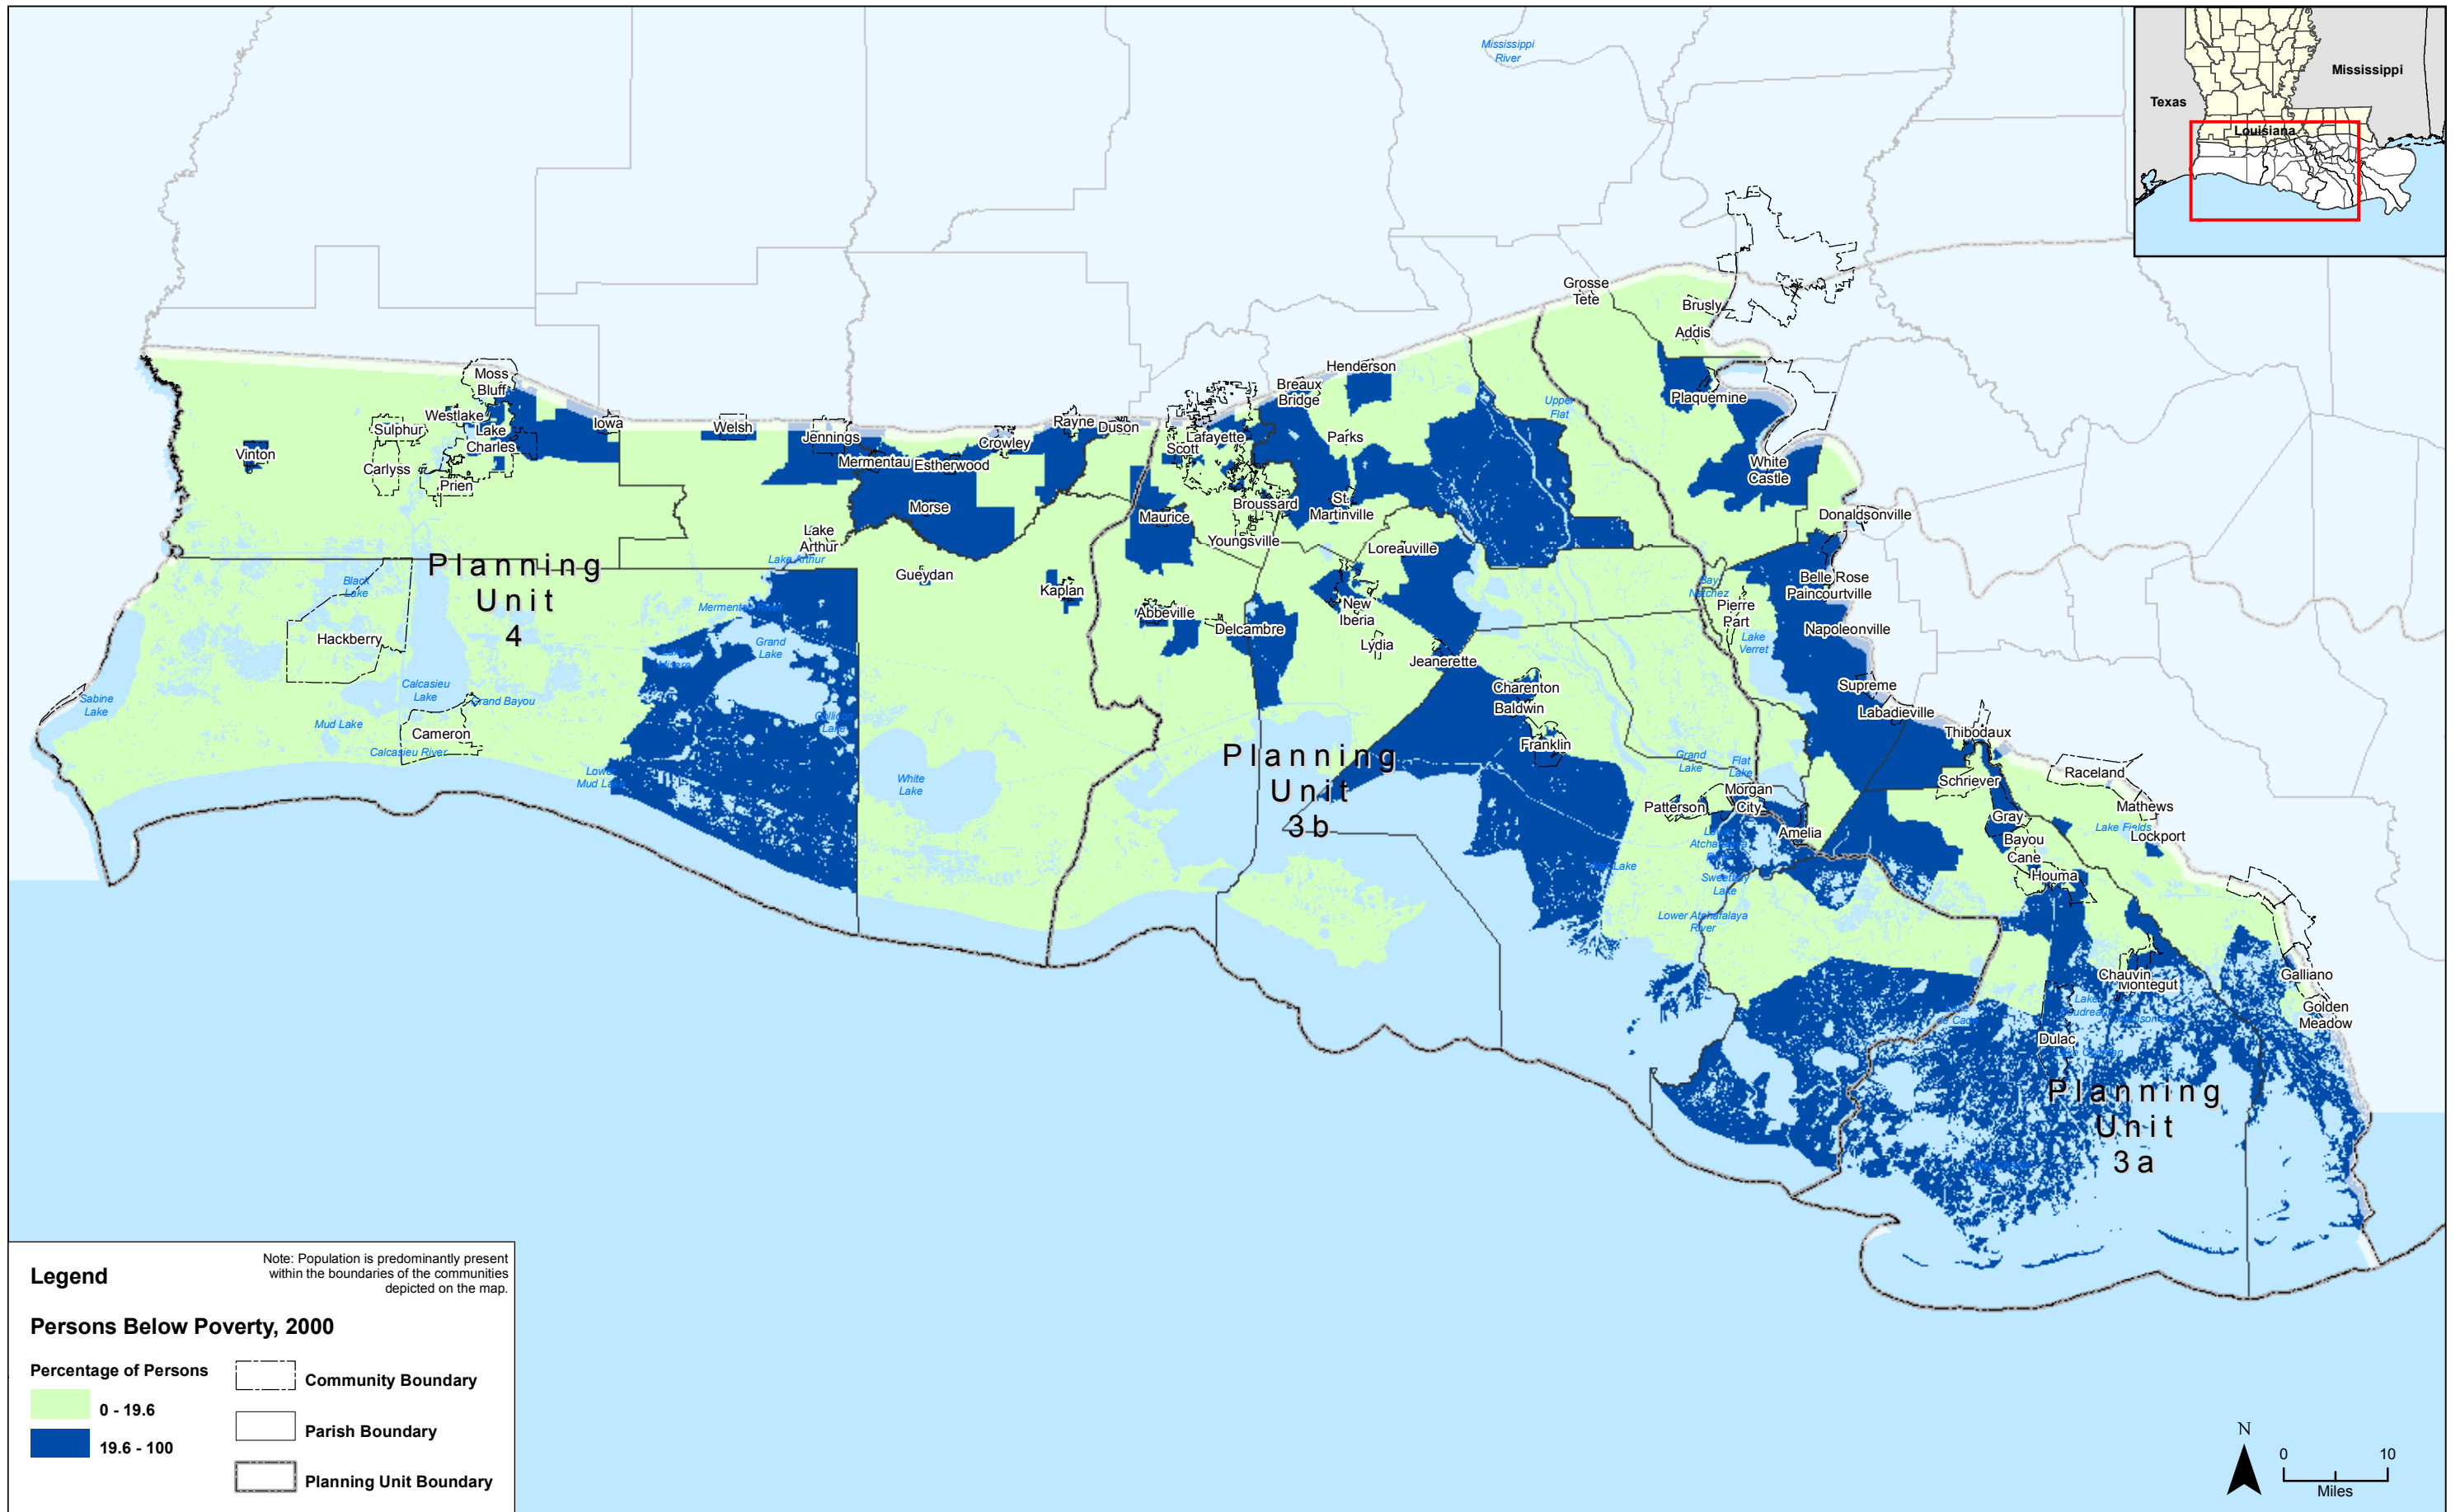 Mississippi
River
Texas
Mississippi
Louisiana
Grosse
Tete
Brusly
Addis
Henderson
Breaux
Bridge
Moss
Bluff
Westlake
Sulphur
Lake
Charles
Iowa
Welsh
Jennings
Rayne
Duson
Crowley
Lafayette
Scott
Parks
Upper
Flat
Plaquemine
Vinton
Carlyss
Prien
Mermentau
Estherwood
White
Castle
Morse
Maurice
Broussard
St.
Martinville
Donaldsonville
Lake
Arthur
Lake Arthur
Youngsville
Loreauville
Planning
Unit
4
Black
Lake
Gueydan
Kaplan
Abbeville
Delcambre
New
Iberia
Lydia
Jeanerette
Bay
Natchez
Pierre
Part
Lake
Verret
Belle Rose
Paincourtville
Napoleonville
Hackberry
Mermentau River
Grand
Lake
Calcasieu
Lake
Grand Bayou
Sabine
Lake
Mud Lake
Cameron
Calcasieu River
Lower
Mud Lake
White
Lake
Charenton
Baldwin
Franklin
Supreme
Labadieville
Thibodaux
Planning
Unit
3b
Grand
Lake
Flat
Lake
Morgan
City
Patterson
Amelia
Schriever
Raceland
Mathews
Lake Fields
Lockport
Gray
Bayou
Cane
Houma
Lower Atchafalaya
River
Chauvin
Montegut
Galliano
Golden
Meadow
Dulac
Planning
Unit
3a
Legend
Note: Population is predominantly present
within the boundaries of the communities
depicted on the map.
Persons Below Poverty, 2000
Percentage of Persons
0 - 19.6
19.6 - 100
Community Boundary
Parish Boundary
Planning Unit Boundary
N
0 10
Miles